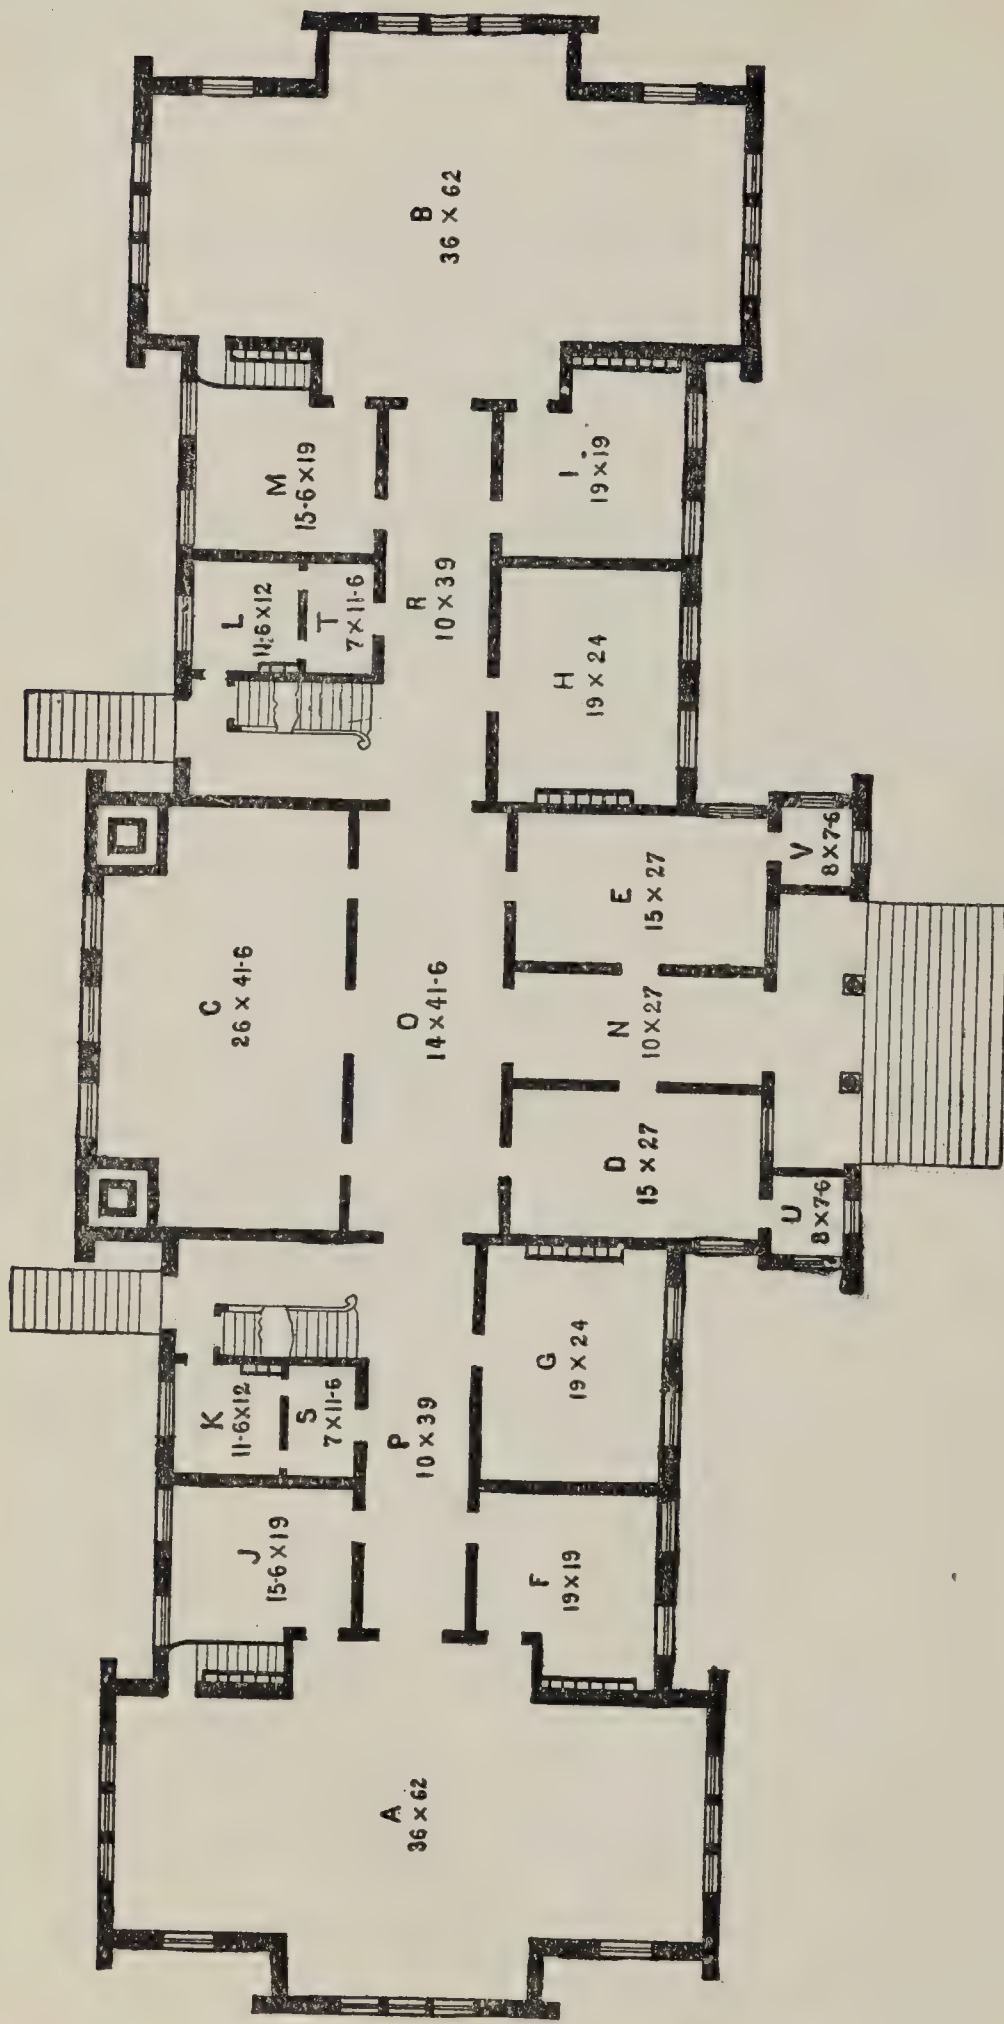 B
36 × 62
M
15-6 × 19
I
19 × 19
L
11-6 × 12
T
7 × 11-6
R
10 × 39
H
19 × 24
C
26 × 41-6
O
14 × 41-6
E
15 × 27
V
8 × 7-6
N
10 × 27
D
15 × 27
U
8 × 7-6
K
11-6 × 12
S
7 × 11-6
P
10 × 39
G
19 × 24
J
15-6 × 19
F
19 × 19
A
36 × 62